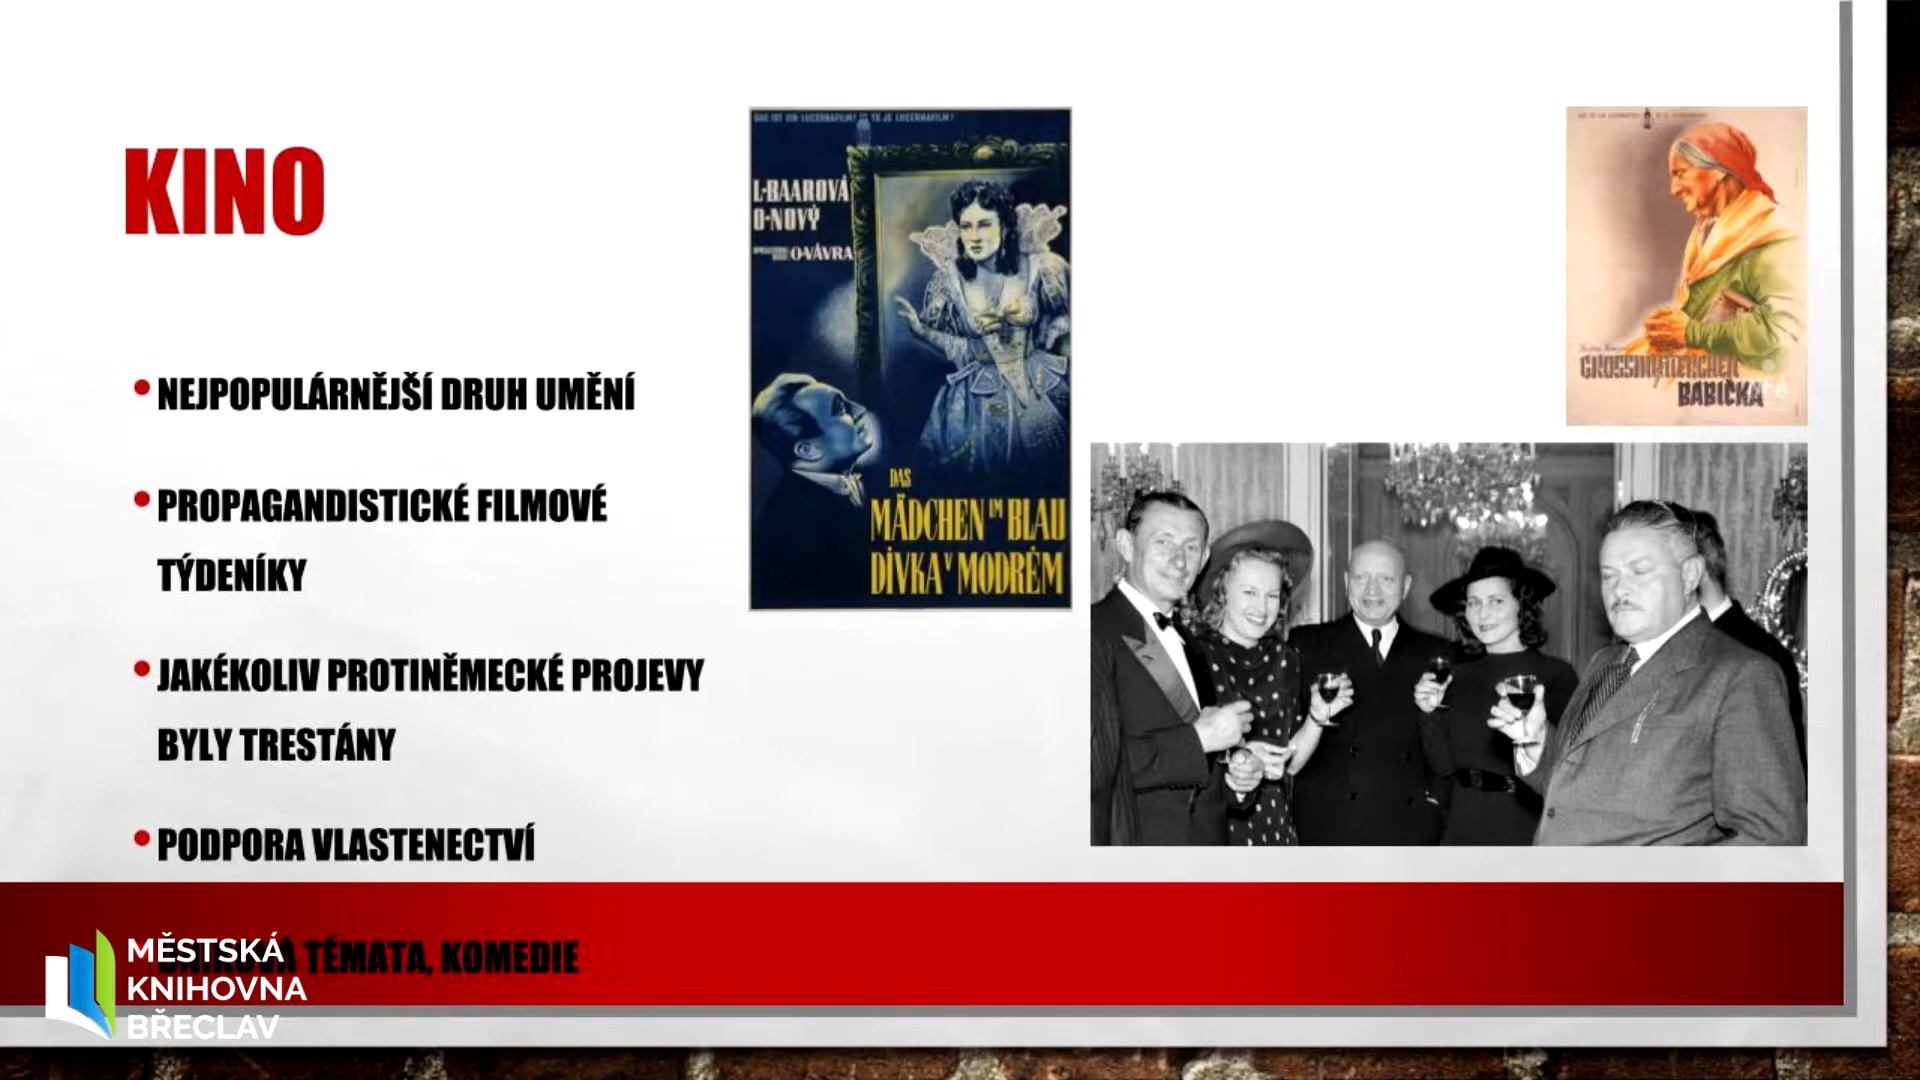 KINO
NEJPOPULÁRNĚJŠÍ DRUH UMĚNÍ
PROPAGANDISTICKÉ FILMOVÉ
TÝDENÍKY
JAKÉKOLIV PROTINĚMECKÉ PROJEVY
BYLY TRESTÁNY
PODPORA VLASTENECTVÍ
TÉMATA, KOMEDIE
L·BAAROVÁ
O·NOVÝ
O·VÁVRA
DAS
MÄDCHEN IM BLAU
DÍVKA V MODRÉM
GROSSMÜTTERCHEN
BABIČKA
MĚSTSKÁ
KNIHOVNA
BŘECLAV